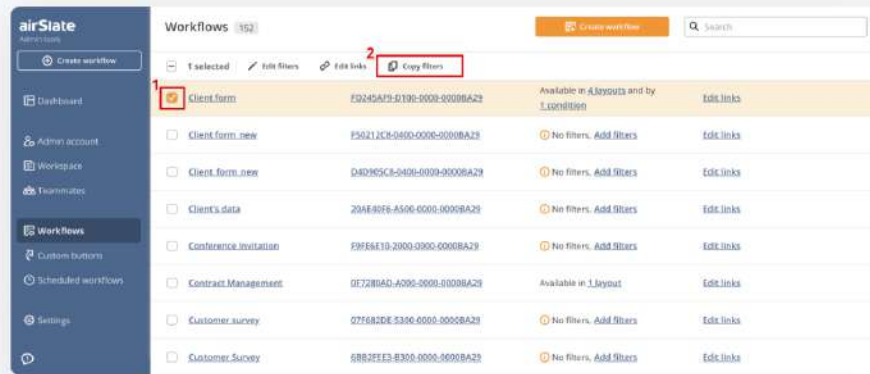 airSlate
Admin tools
Create workflow
Dashboard
Admin account
Workspace
Teammates
Workflows
Custom buttons
Scheduled workflows
Settings
Workflows 152
Create workflow
Search
1 selected
Edit filters
Edit links
2
Copy filters
1
Client form FD245AF9-D100-0000-0000BA29 Available in 4 layouts and by
1 condition Edit links
Client form_new F50212C8-0400-0000-0000BA29 No filters. Add filters Edit links
Client_form_new D4D905C8-0400-0000-0000BA29 No filters. Add filters Edit links
Client's data 20AE40F6-A500-0000-0000BA29 No filters. Add filters Edit links
Conference Invitation F9FE6E10-2000-0000-0000BA29 No filters. Add filters Edit links
Contract Management 0F7280AD-A000-0000-0000BA29 Available in 1 layout Edit links
Customer survey 07F682DE-5300-0000-0000BA29 No filters. Add filters Edit links
Customer Survey 6BB2FEE3-B300-0000-0000BA29 No filters. Add filters Edit links